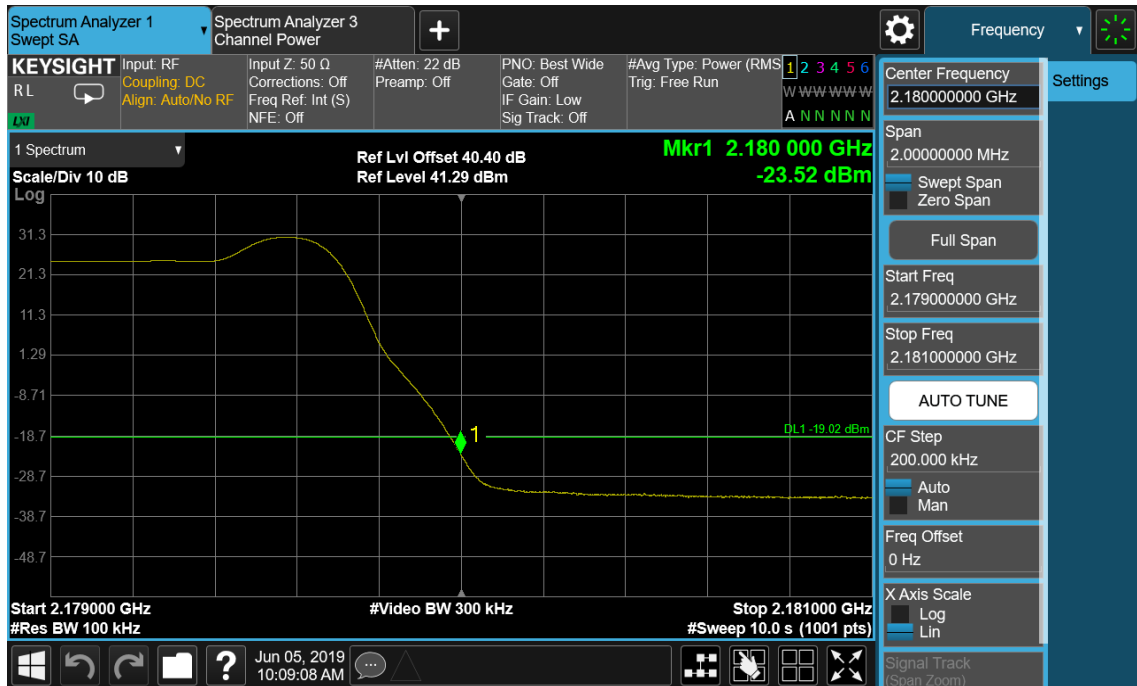 Spectrum Analyzer 1
Swept SA
Spectrum Analyzer 3
Channel Power
Frequency
KEYSIGHT
R L
LXI
Input: RF
Coupling: DC
Align: Auto/No RF
Input Z: 50 Ω
Corrections: Off
Freq Ref: Int (S)
NFE: Off
#Atten: 22 dB
Preamp: Off
PNO: Best Wide
Gate: Off
IF Gain: Low
Sig Track: Off
#Avg Type: Power (RMS
Trig: Free Run
1 2 3 4 5 6
W W W W W W
A N N N N N
1 Spectrum
Scale/Div 10 dB
Log
Ref Lvl Offset 40.40 dB
Ref Level 41.29 dBm
Mkr1 2.180 000 GHz
-23.52 dBm
31.3
21.3
11.3
1.29
-8.71
-18.7
-28.7
-38.7
-48.7
1
DL1 -19.02 dBm
Start 2.179000 GHz
#Res BW 100 kHz
#Video BW 300 kHz
Stop 2.181000 GHz
#Sweep 10.0 s (1001 pts)
Center Frequency
2.180000000 GHz
Settings
Span
2.00000000 MHz
Swept Span
Zero Span
Full Span
Start Freq
2.179000000 GHz
Stop Freq
2.181000000 GHz
AUTO TUNE
CF Step
200.000 kHz
Auto
Man
Freq Offset
0 Hz
X Axis Scale
Log
Lin
Signal Track
(Span Zoom)
?
Jun 05, 2019
10:09:08 AM